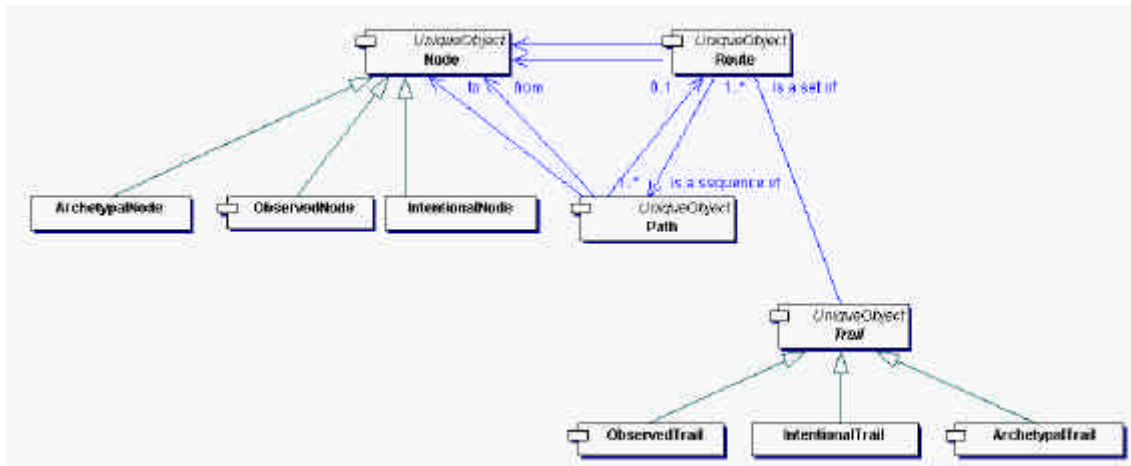 UniqueObject
Node
UniqueObject
Route
to from
0..1 1..* is a set of
ArchetypalNode
ObservedNode
IntentionalNode
1..* is a sequence of
UniqueObject
Path
UniqueObject
Trail
ObservedTrail
IntentionalTrail
ArchetypalTrail